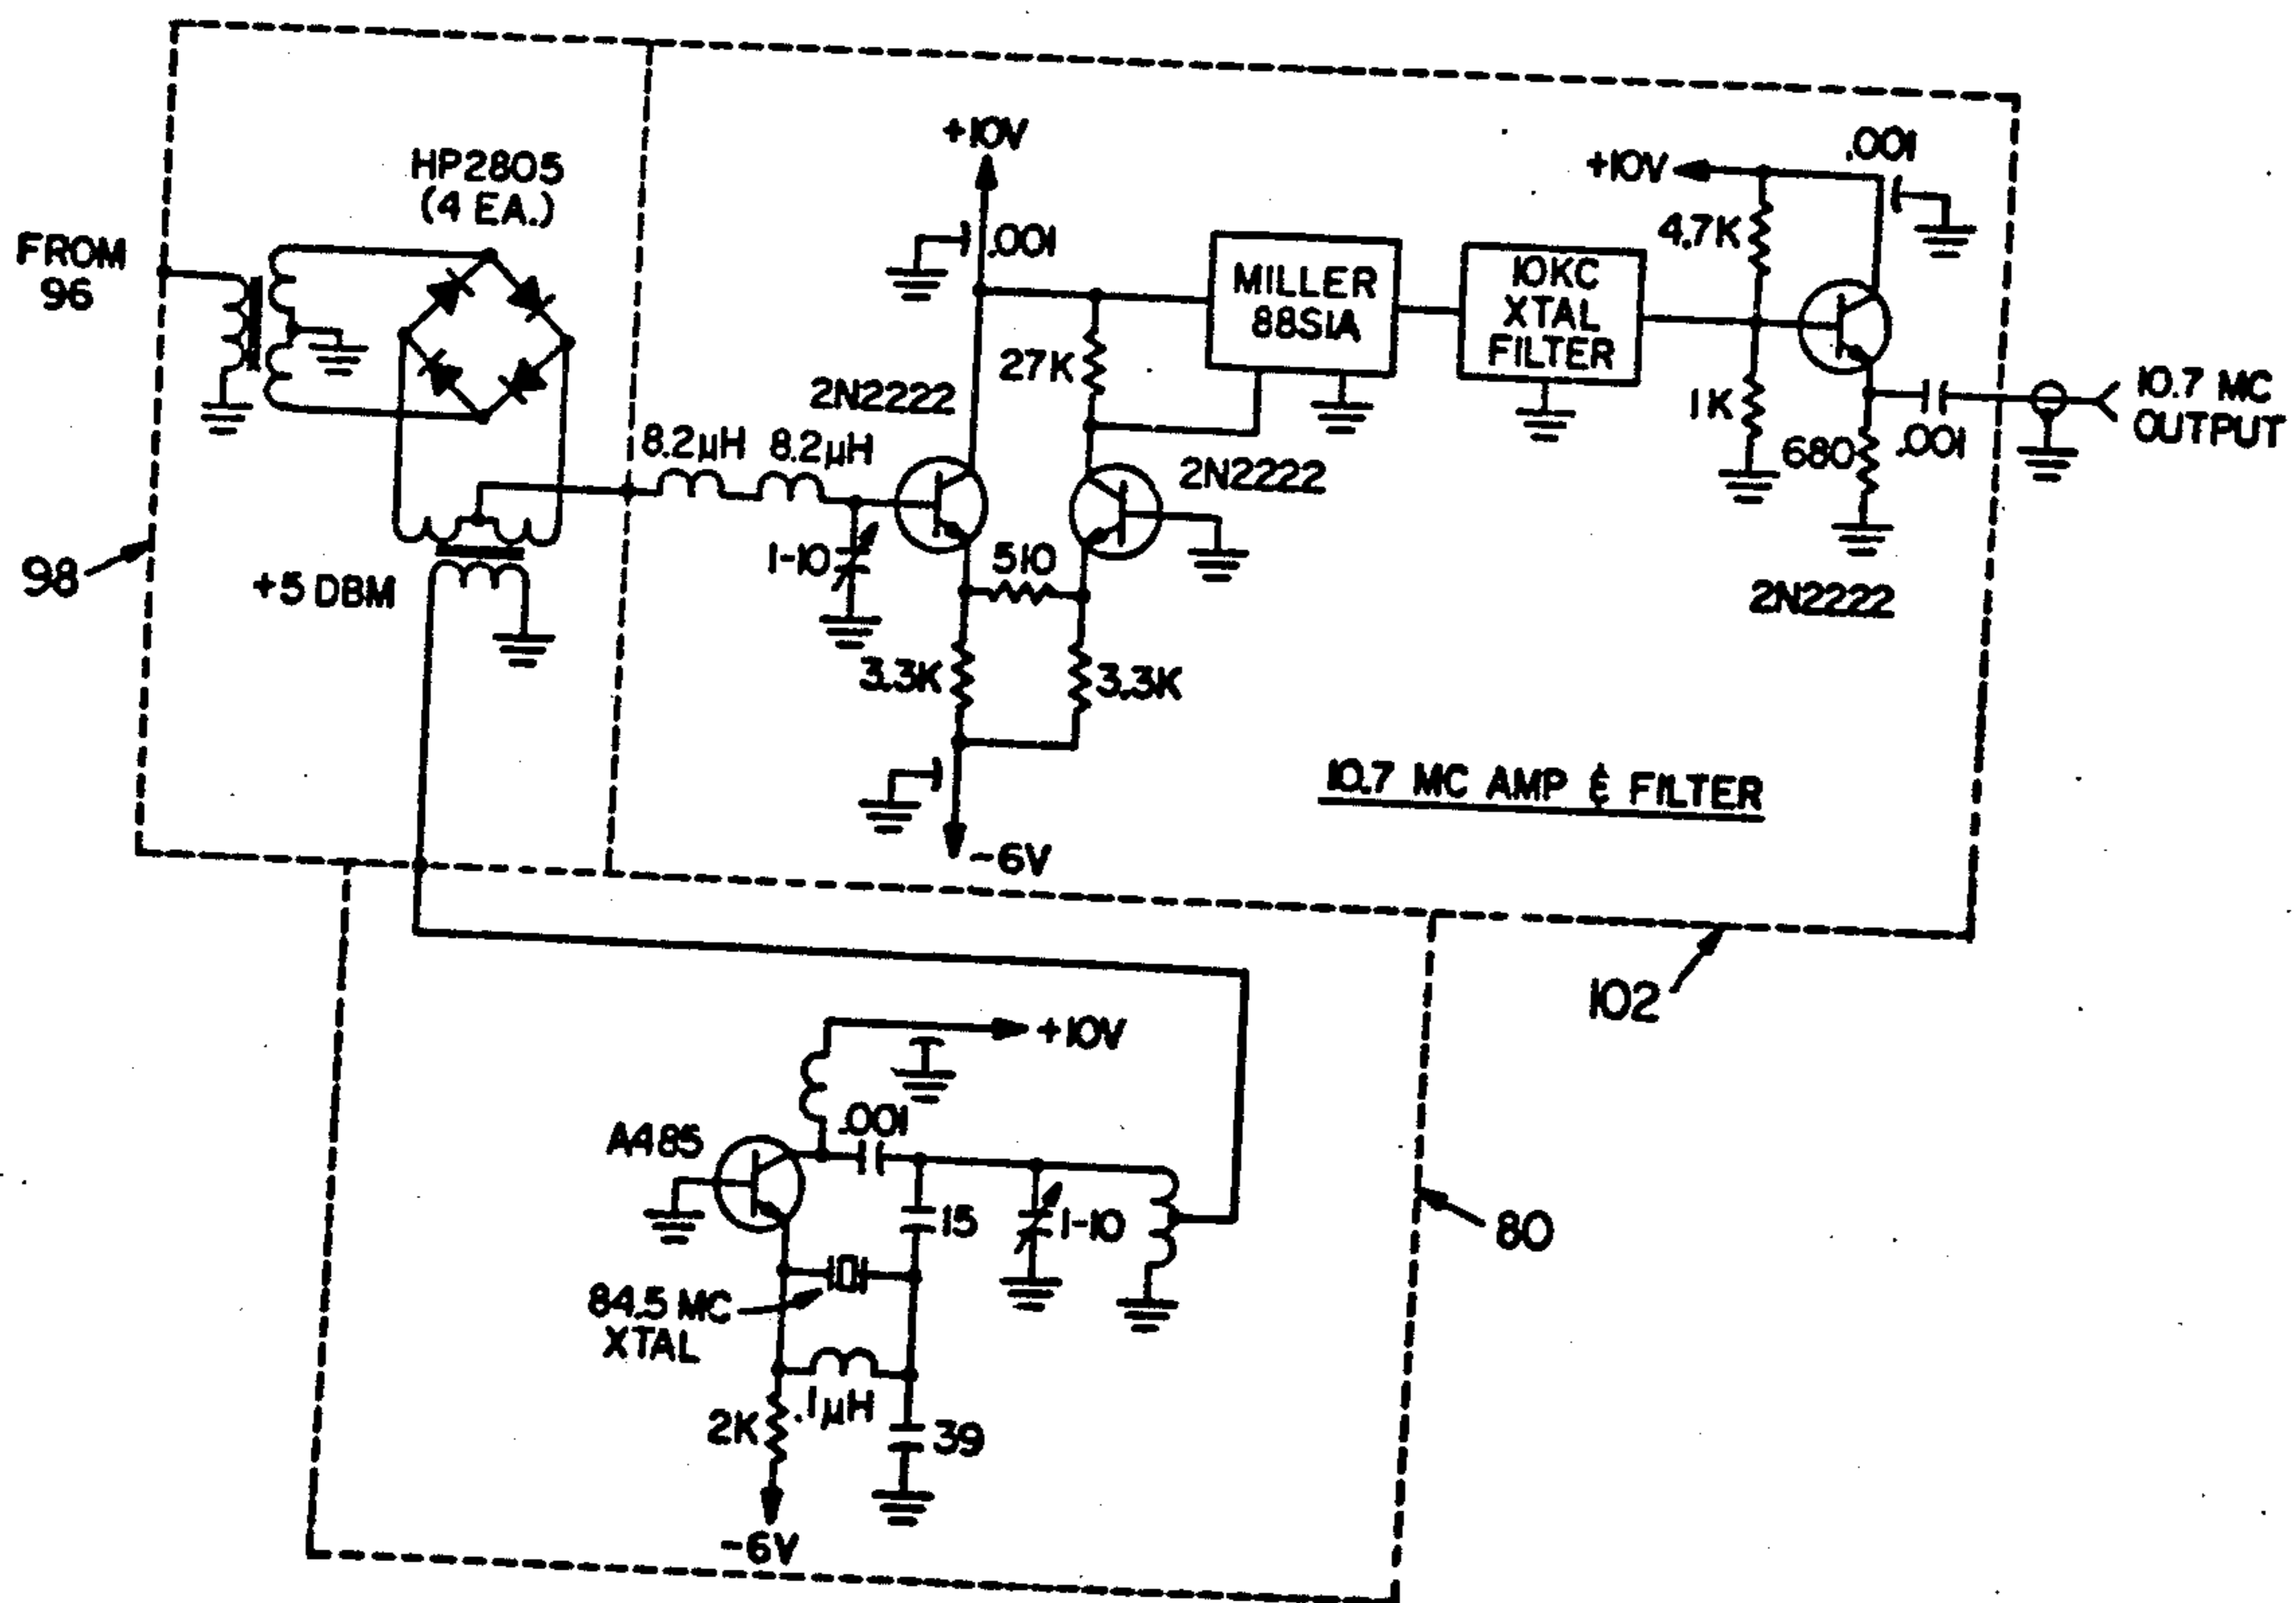 HP2805
(4 EA.)
FROM
96
+10V
.001
27K
MILLER
88S1A
10KC
XTAL
FILTER
+10V
.001
4.7K
1K
680
.001
10.7 MC
OUTPUT
2N2222
2N2222
2N2222
8.2µH 8.2µH
1-10
510
3.3K
3.3K
98
+5 DBM
-6V
10.7 MC AMP & FILTER
102
+10V
A485
.001
15
1-10
80
84.5 MC
XTAL
.1µH
2K
39
-6V